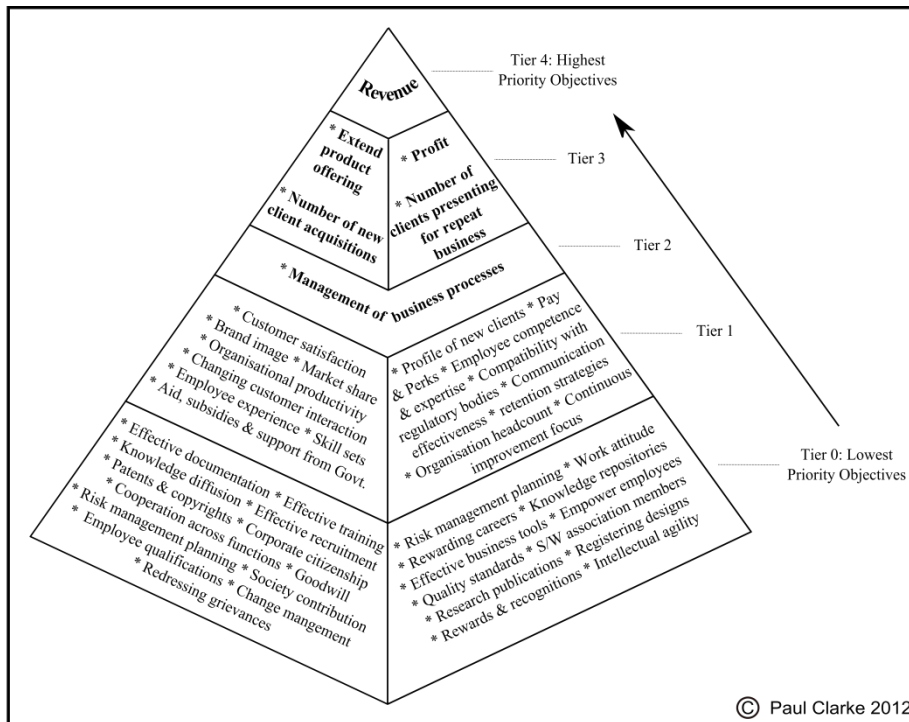 Revenue
* Extend
product
offering
* Number of new
client acquisitions
* Profit
* Number of
clients presenting
for repeat
business
* Management of business processes
* Customer satisfaction
* Brand image * Market share
* Organisational productivity
* Changing customer interaction
* Employee experience * Skill sets
* Aid, subsidies & support from Govt.
* Profile of new clients * Pay
& Perks * Employee competence
& expertise * Compatibility with
regulatory bodies * Communication
effectiveness * retention strategies
* Organisation headcount * Continuous
improvement focus
* Effective documentation * Effective training
* Knowledge diffusion * Effective recruitment
* Patents & copyrights * Corporate citizenship
* Cooperation across functions * Goodwill
* Risk management planning * Society contribution
* Employee qualifications * Change mangement
* Redressing grievances
* Risk management planning * Work attitude
* Rewarding careers * Knowledge repositories
* Effective business tools * Empower employees
* Quality standards * S/W association members
* Research publications * Registering designs
* Rewards & recognitions * Intellectual agility
Tier 4: Highest
Priority Objectives
Tier 3
Tier 2
Tier 1
Tier 0: Lowest
Priority Objectives
© Paul Clarke 2012